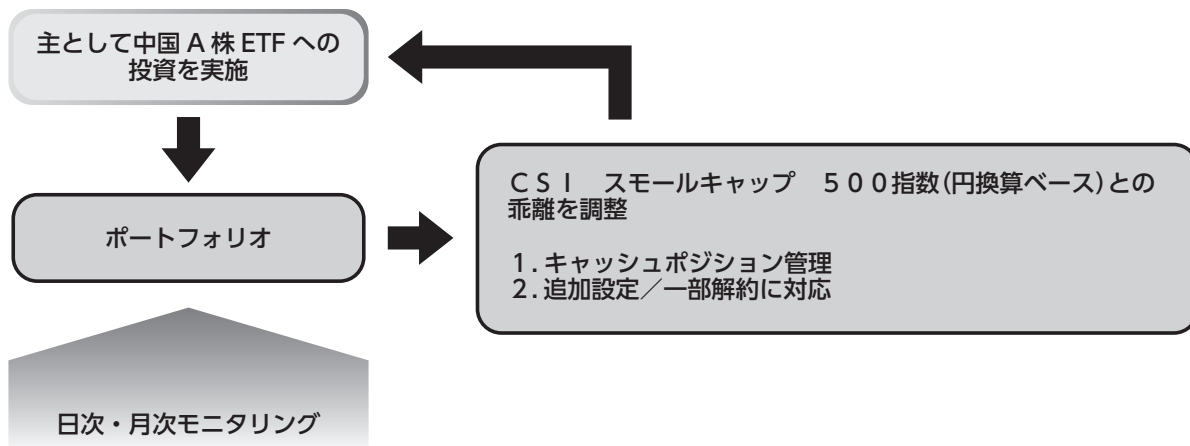 主として中国 A 株 ETF への
投資を実施
ポートフォリオ
ＣＳＩ　スモールキャップ　５００指数(円換算ベース)との
乖離を調整
１. キャッシュポジション管理
２. 追加設定／一部解約に対応
日次・月次モニタリング